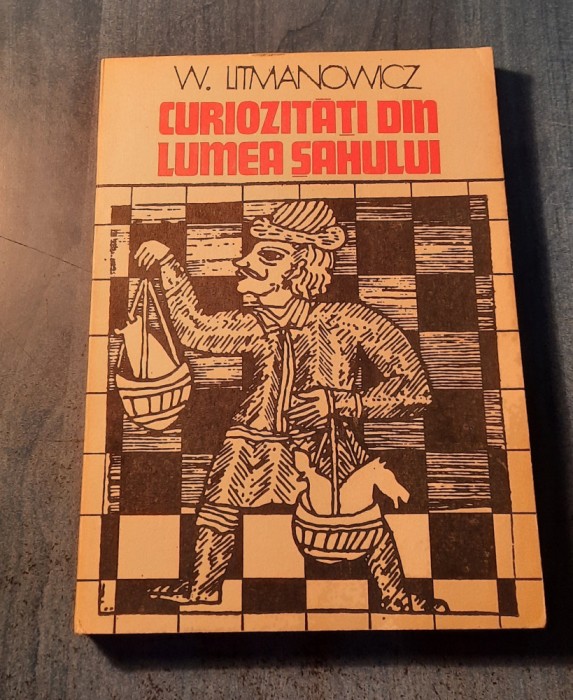 W. LITMANOWICZ
CURIOZITĂȚI DIN
LUMEA ȘAHULUI